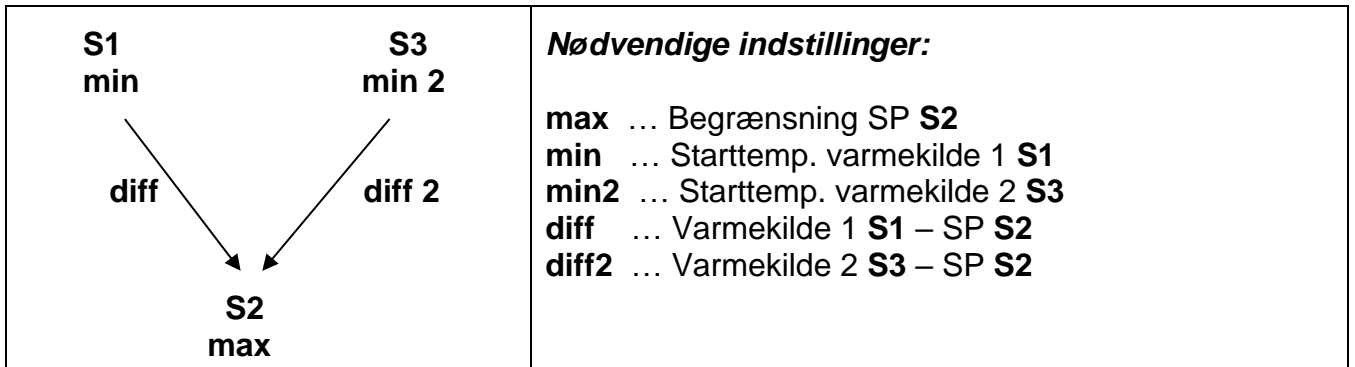 S1 S3
min min 2
diff diff 2
S2
max
Nødvendige indstillinger:
max … Begrænsning SP S2
min … Starttemp. varmekilde 1 S1
min2 … Starttemp. varmekilde 2 S3
diff … Varmekilde 1 S1 – SP S2
diff2 … Varmekilde 2 S3 – SP S2